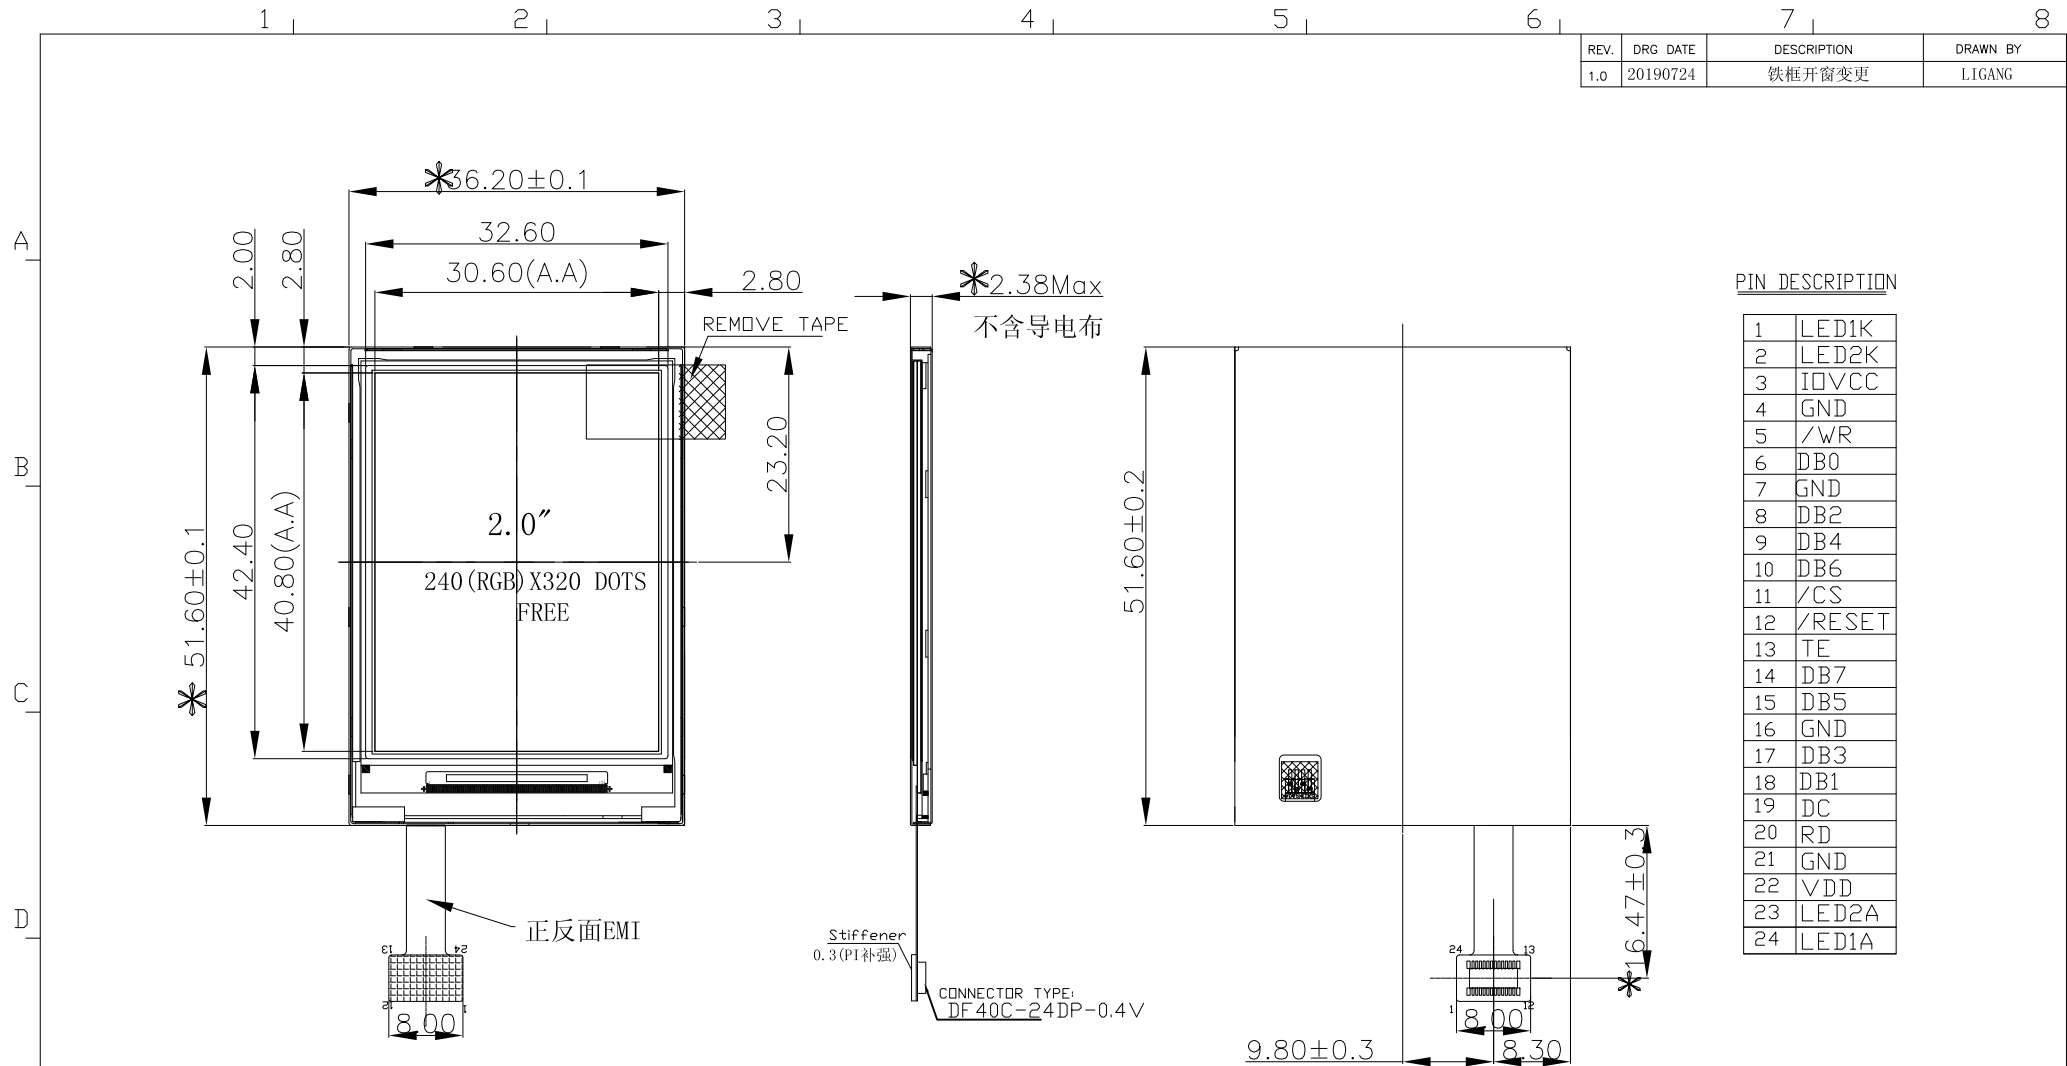 1 2 3 4 5 6 7 8
REV. DRG DATE DESCRIPTION DRAWN BY
1.0 20190724 铁框开窗变更 LIGANG
A
B
C
D
36.20±0.1
32.60
30.60(A.A)
2.80
2.00
2.80
REMOVE TAPE
23.20
51.60±0.1
42.40
40.80(A.A)
2.0″
240(RGB)X320 DOTS
FREE
正反面EMI
13 24
12 1
8.00
2.38Max
不含导电布
Stiffener
0.3(PI补强)
CONNECTOR TYPE:
DF40C-24DP-0.4V
51.60±0.2
16.47±0.3
24 13
1 12
8.00
9.80±0.3
8.30
PIN DESCRIPTION
1 LED1K
2 LED2K
3 IOVCC
4 GND
5 /WR
6 DB0
7 GND
8 DB2
9 DB4
10 DB6
11 /CS
12 /RESET
13 TE
14 DB7
15 DB5
16 GND
17 DB3
18 DB1
19 DC
20 RD
21 GND
22 VDD
23 LED2A
24 LED1A